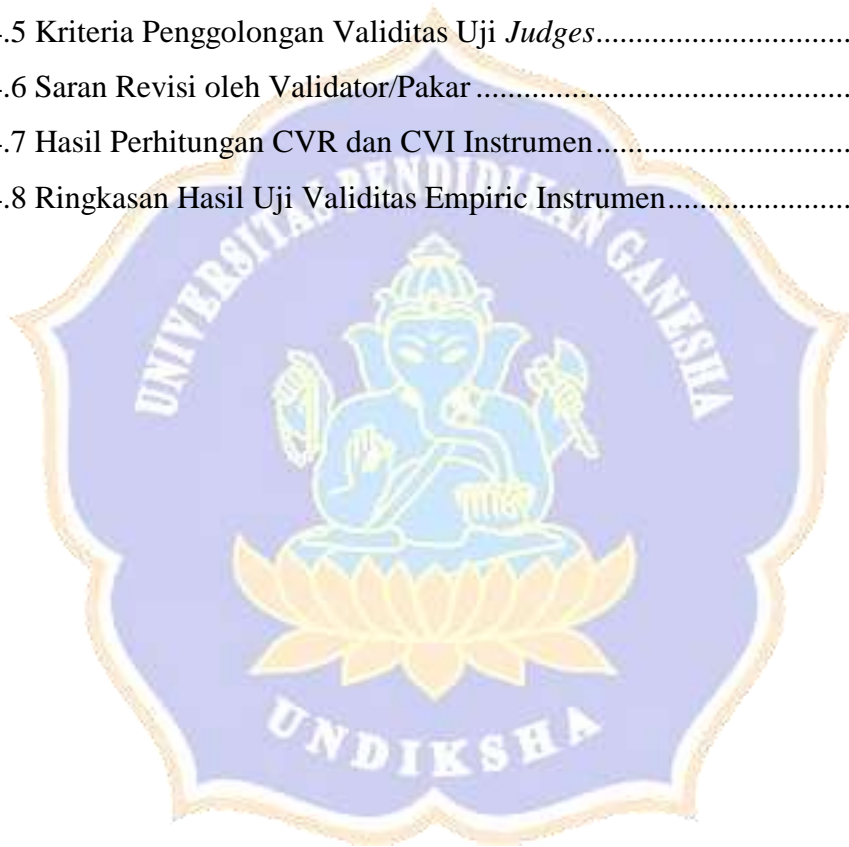 .5 Kriteria Penggolongan Validitas Uji Judges................................
.6 Saran Revisi oleh Validator/Pakar................................................
.7 Hasil Perhitungan CVR dan CVI Instrumen................................
.8 Ringkasan Hasil Uji Validitas Empiric Instrumen.......................
UNIVERSITAS PENDIDIKAN GANESHA
UNDIKSHA